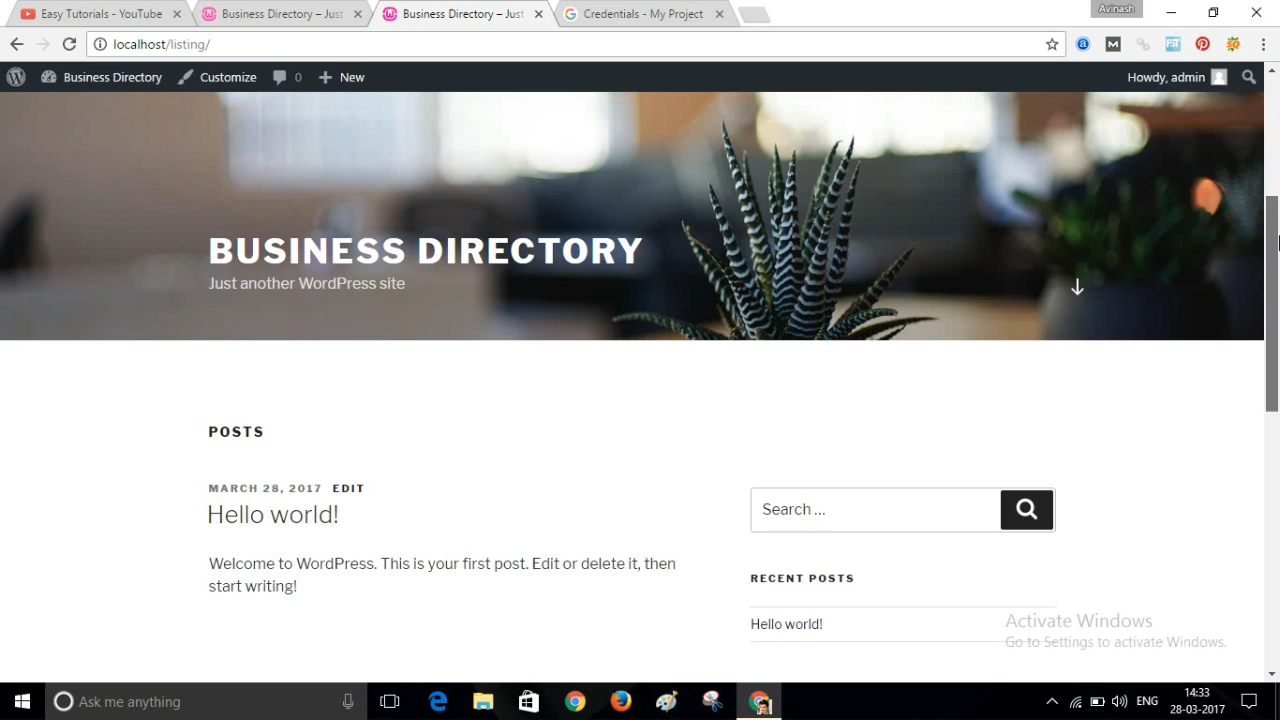 Easy Tutorials - YouTube
Business Directory – Just
Business Directory – Just
Credentials - My Project
Avinash
localhost/listing/
Business Directory
Customize
0
New
Howdy, admin
BUSINESS DIRECTORY
Just another WordPress site
POSTS
MARCH 28, 2017 EDIT
Hello world!
Welcome to WordPress. This is your first post. Edit or delete it, then
start writing!
Search ...
RECENT POSTS
Hello world!
Activate Windows
Go to Settings to activate Windows.
Ask me anything
ENG
14:33
28-03-2017